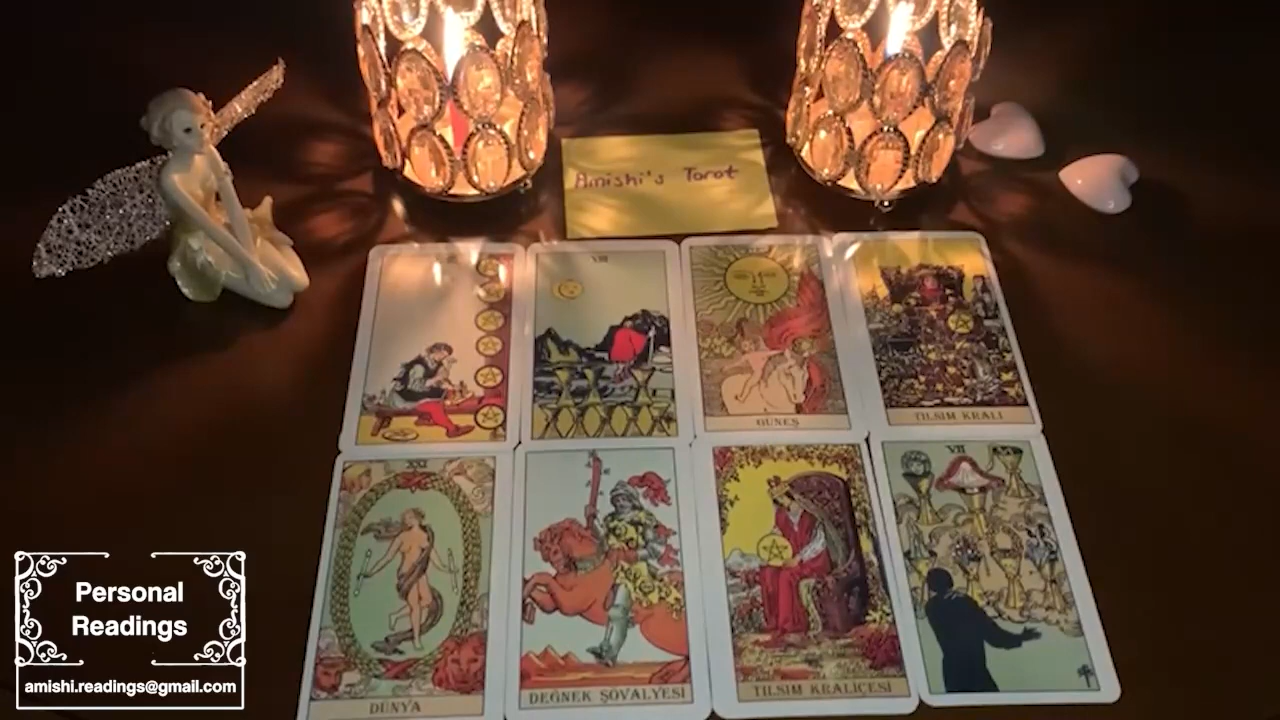 Amishi's Tarot
VIII
GÜNEŞ
TILSIM KRALI
XXI
VII
DÜNYA
DEĞNEK ŞÖVALYESİ
TILSIM KRALİÇESİ
Personal
Readings
amishi.readings@gmail.com